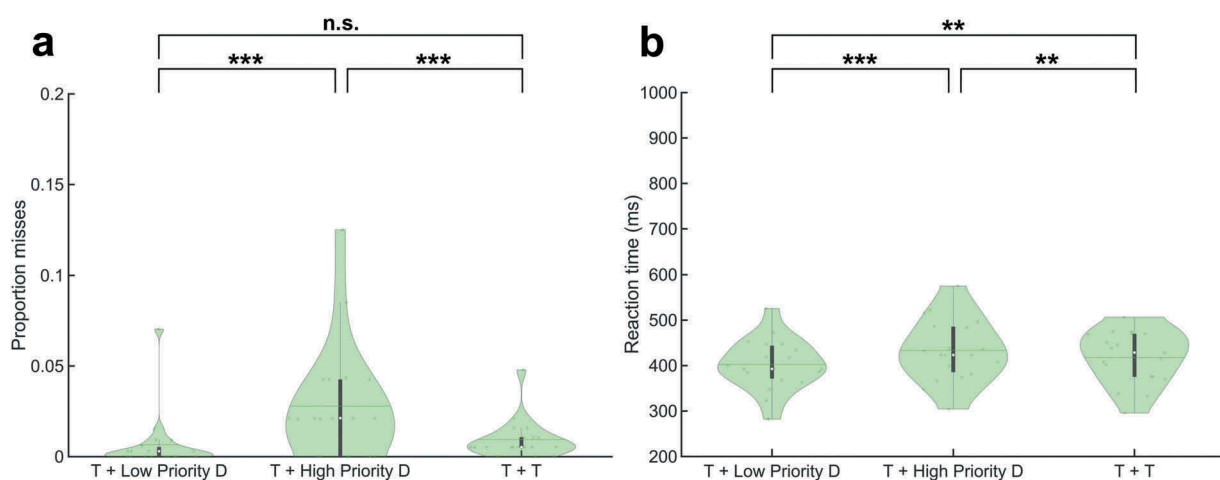 a
n.s.
***
***
Proportion misses
0.2
0.15
0.1
0.05
0
T + Low Priority D
T + High Priority D
T + T
b
**
***
**
Reaction time (ms)
1000
900
800
700
600
500
400
300
200
T + Low Priority D
T + High Priority D
T + T